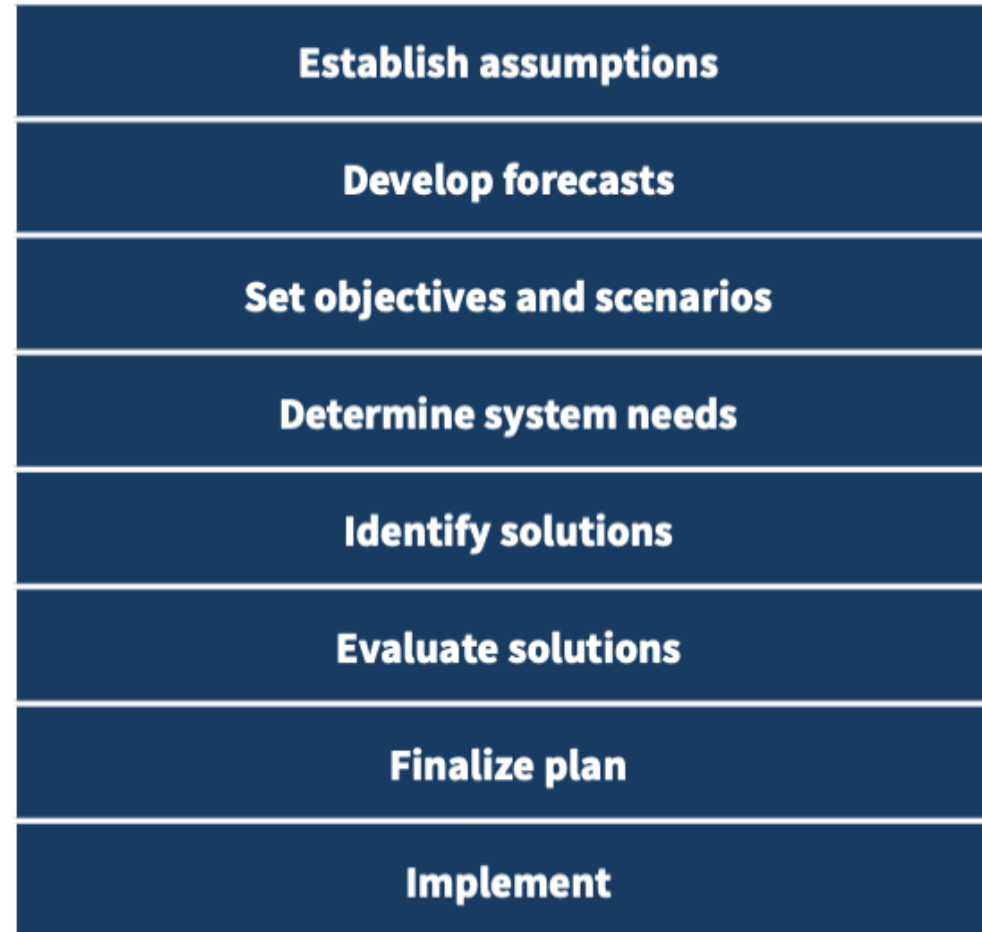 Establish assumptions
Develop forecasts
Set objectives and scenarios
Determine system needs
Identify solutions
Evaluate solutions
Finalize plan
Implement